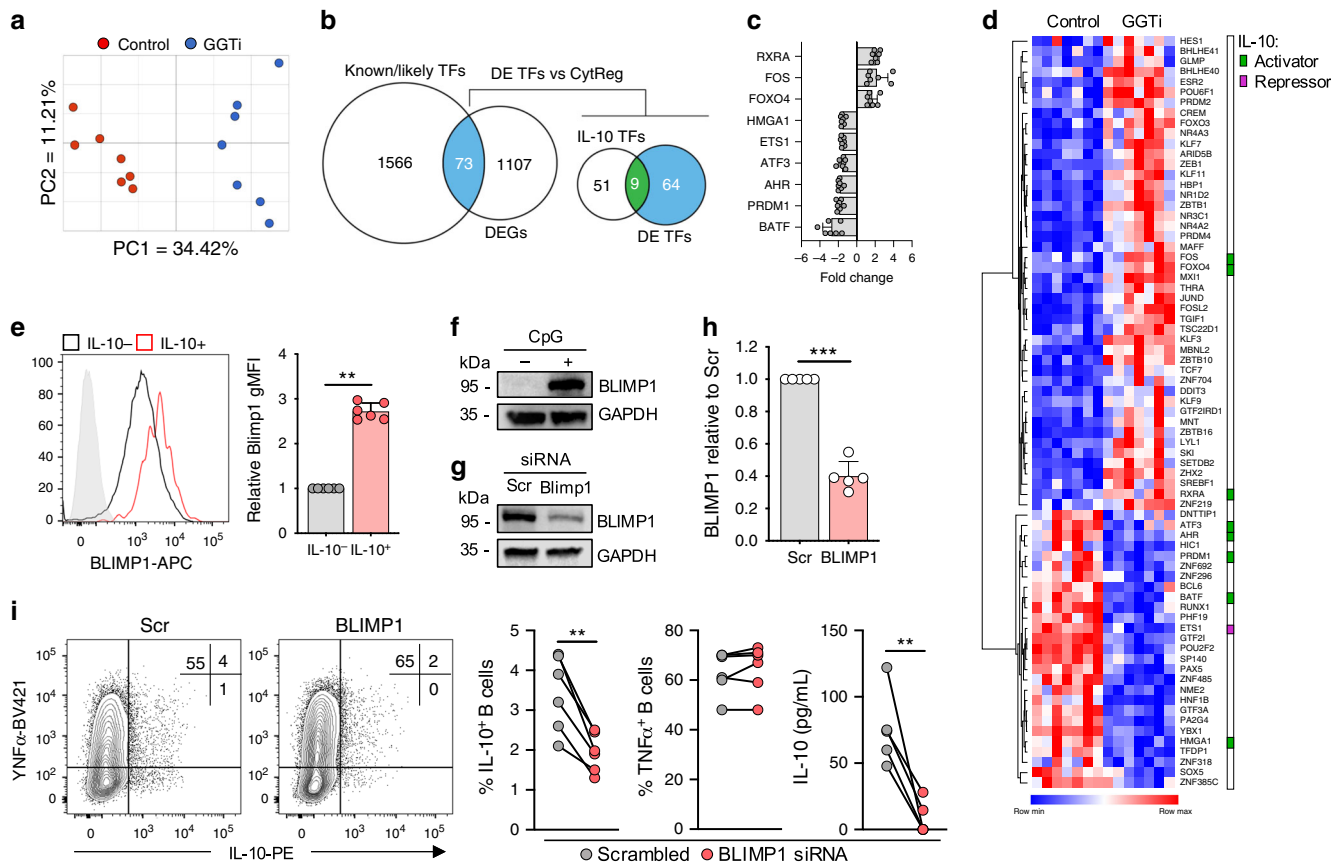 a
Control
GGTi
PC2 = 11.21%
PC1 = 34.42%
b
Known/likely TFs
DE TFs vs CytReg
1566
73
1107
DEGs
IL-10 TFs
51
9
64
DE TFs
c
RXRA
FOS
FOXO4
HMGA1
ETS1
ATF3
AHR
PRDM1
BATF
−6 −4 −2 0 2 4 6
Fold change
d
Control GGTi
IL-10:
Activator
Repressor
HES1
BHLHE41
GLMP
BHLHE40
ESR2
POU6F1
PRDM2
CREM
FOXO3
NR4A3
KLF7
ARID5B
ZEB1
KLF11
HBP1
NR1D2
ZBTB1
NR3C1
NR4A2
PRDM4
MAFF
FOS
FOXO4
MXI1
THRA
JUND
FOSL2
TGIF1
TSC22D1
KLF3
MBNL2
ZBTB10
TCF7
ZNF704
DDIT3
KLF9
GTF2IRD1
MNT
ZBTB16
LYL1
SKI
SETDB2
ZHX2
SREBF1
RXRA
ZNF219
DNTTIP1
ATF3
AHR
HIC1
PRDM1
ZNF692
ZNF296
BCL6
BATF
RUNX1
PHF19
ETS1
GTF2I
POU2F2
SP140
PAX5
ZNF485
NME2
HNF1B
GTF3A
PA2G4
YBX1
HMGA1
TFDP1
ZNF318
SOX5
ZNF385C
Row min Row max
e
IL-10− IL-10+
100
80
60
40
20
0
0 10³ 10⁴ 10⁵
BLIMP1-APC
Relative Blimp1 gMFI
4
3
2
1
0
**
IL-10⁻ IL-10⁺
f
CpG
kDa − +
95 - BLIMP1
35 - GAPDH
g
siRNA
kDa Scr Blimp1
95 - BLIMP1
35 - GAPDH
h
BLIMP1 relative to Scr
1.2
1.0
0.8
0.6
0.4
0.2
0.0
***
Scr BLIMP1
i
Scr
BLIMP1
YNFα-BV421
10⁵
10⁴
10³
10²
0
55 4
1
0 10³ 10⁴ 10⁵
10⁵
10⁴
10³
10²
0
65 2
0
0 10³ 10⁴ 10⁵
IL-10-PE
% IL-10⁺ B cells
5
4
3
2
1
0
**
% TNFα⁺ B cells
80
60
40
20
0
IL-10 (pg/mL)
150
100
50
0
**
Scrambled BLIMP1 siRNA